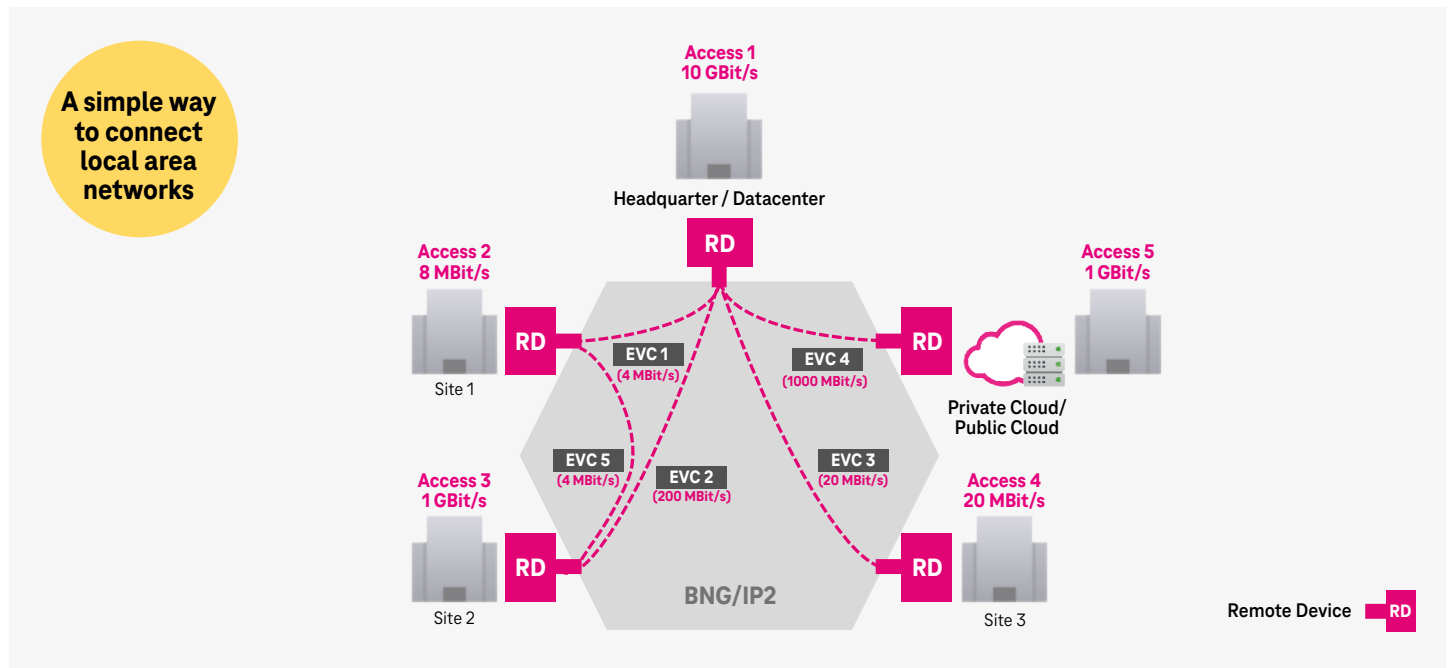 A simple way
to connect
local area
networks
Access 1
10 GBit/s
Headquarter / Datacenter
RD
Access 2
8 MBit/s
RD
Site 1
Access 5
1 GBit/s
RD
Private Cloud/
Public Cloud
EVC 1
(4 MBit/s)
EVC 4
(1000 MBit/s)
EVC 5
(4 MBit/s)
EVC 2
(200 MBit/s)
EVC 3
(20 MBit/s)
Access 3
1 GBit/s
RD
Site 2
Access 4
20 MBit/s
RD
Site 3
BNG/IP2
Remote Device RD